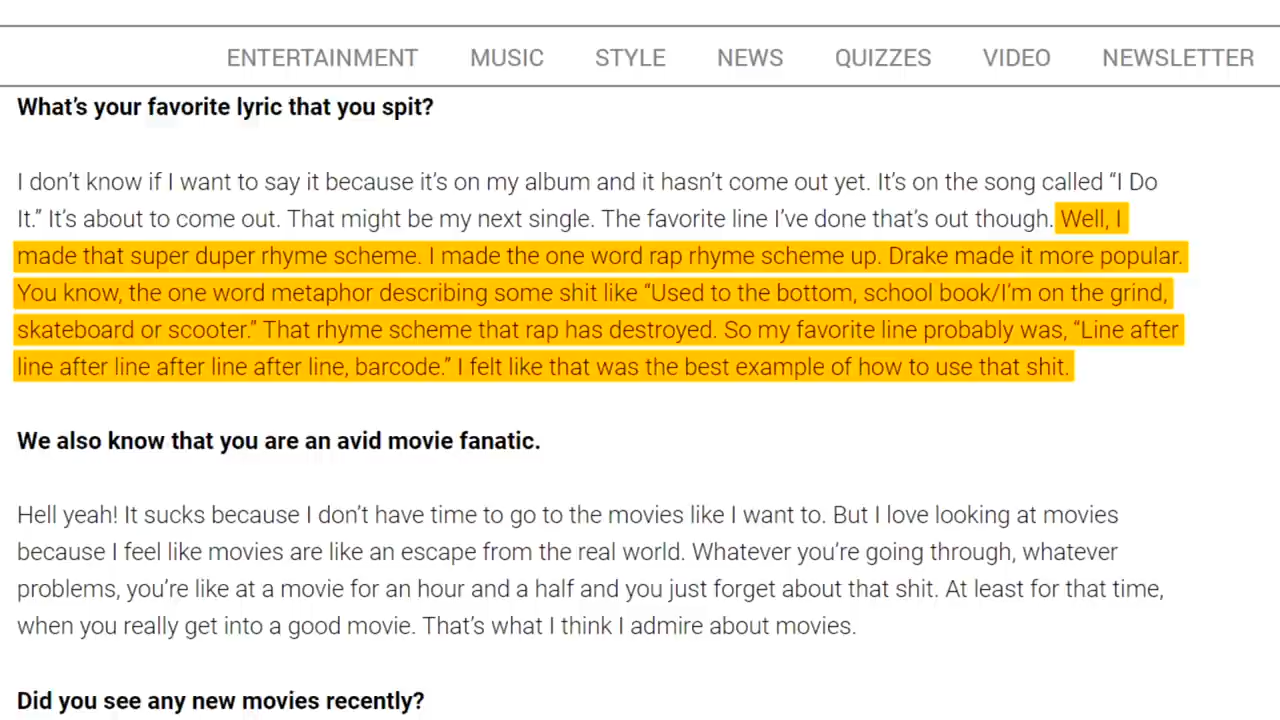 ENTERTAINMENT MUSIC STYLE NEWS QUIZZES VIDEO NEWSLETTER
What’s your favorite lyric that you spit?
I don’t know if I want to say it because it’s on my album and it hasn’t come out yet. It’s on the song called “I Do
It.” It’s about to come out. That might be my next single. The favorite line I’ve done that’s out though. Well, I
made that super duper rhyme scheme. I made the one word rap rhyme scheme up. Drake made it more popular.
You know, the one word metaphor describing some shit like “Used to the bottom, school book/I’m on the grind,
skateboard or scooter.” That rhyme scheme that rap has destroyed. So my favorite line probably was, “Line after
line after line after line after line, barcode.” I felt like that was the best example of how to use that shit.
We also know that you are an avid movie fanatic.
Hell yeah! It sucks because I don’t have time to go to the movies like I want to. But I love looking at movies
because I feel like movies are like an escape from the real world. Whatever you’re going through, whatever
problems, you’re like at a movie for an hour and a half and you just forget about that shit. At least for that time,
when you really get into a good movie. That’s what I think I admire about movies.
Did you see any new movies recently?